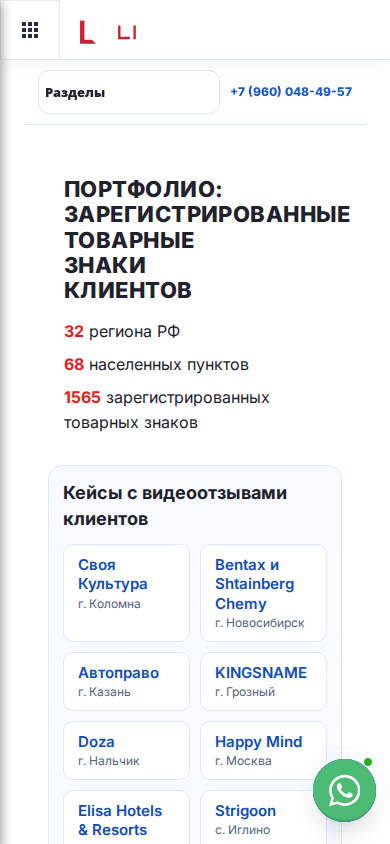 LI
Разделы
+7 (960) 048-49-57
ПОРТФОЛИО:
ЗАРЕГИСТРИРОВАННЫЕ
ТОВАРНЫЕ
ЗНАКИ
КЛИЕНТОВ
32 региона РФ
68 населенных пунктов
1565 зарегистрированных
товарных знаков
Кейсы с видеоотзывами
клиентов
Своя
Культура
г. Коломна
Bentax и
Shtainberg
Chemy
г. Новосибирск
Автоправо
г. Казань
KINGSNAME
г. Грозный
Doza
г. Нальчик
Happy Mind
г. Москва
Elisa Hotels
& Resorts
Strigoon
с. Иглино